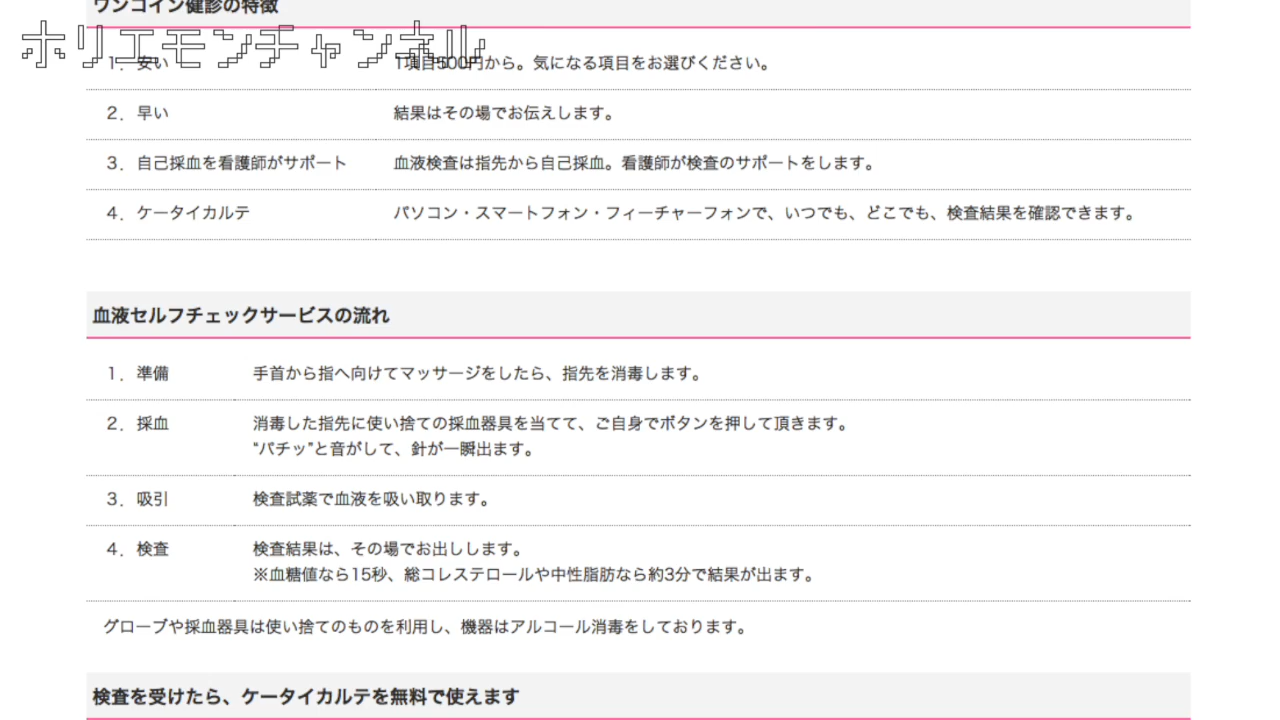 ワンコイン健診の特徴
ホリエモンチャンネル
1. 安い 1項目500円から。気になる項目をお選びください。
2. 早い 結果はその場でお伝えします。
3. 自己採血を看護師がサポート 血液検査は指先から自己採血。看護師が検査のサポートをします。
4. ケータイカルテ パソコン・スマートフォン・フィーチャーフォンで、いつでも、どこでも、検査結果を確認できます。
血液セルフチェックサービスの流れ
1. 準備 手首から指へ向けてマッサージをしたら、指先を消毒します。
2. 採血 消毒した指先に使い捨ての採血器具を当てて、ご自身でボタンを押して頂きます。
“パチッ”と音がして、針が一瞬出ます。
3. 吸引 検査試薬で血液を吸い取ります。
4. 検査 検査結果は、その場でお出しします。
※血糖値なら15秒、総コレステロールや中性脂肪なら約3分で結果が出ます。
グローブや採血器具は使い捨てのものを利用し、機器はアルコール消毒をしております。
検査を受けたら、ケータイカルテを無料で使えます